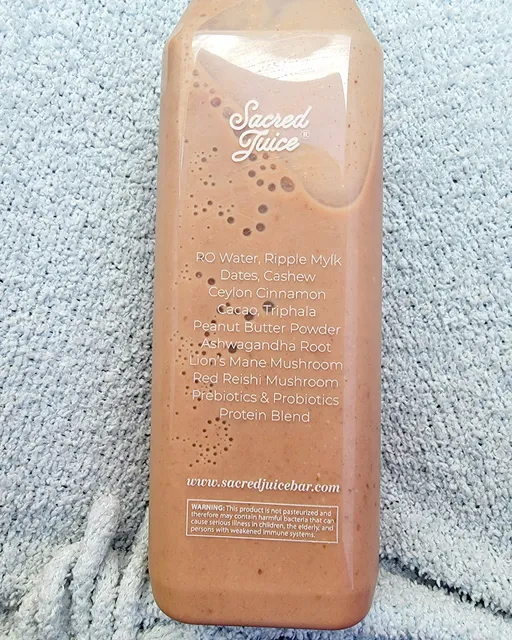 Sacred
Juice®
RO Water, Ripple Mylk
Dates, Cashew
Ceylon Cinnamon
Cacao, Triphala
Peanut Butter Powder
Ashwagandha Root
Lion's Mane Mushroom
Red Reishi Mushroom
Prebiotics & Probiotics
Protein Blend
www.sacredjuicebar.com
WARNING: This product is not pasteurized and
therefore may contain harmful bacteria that can
cause serious illness in children, the elderly, and
persons with weakened immune systems.